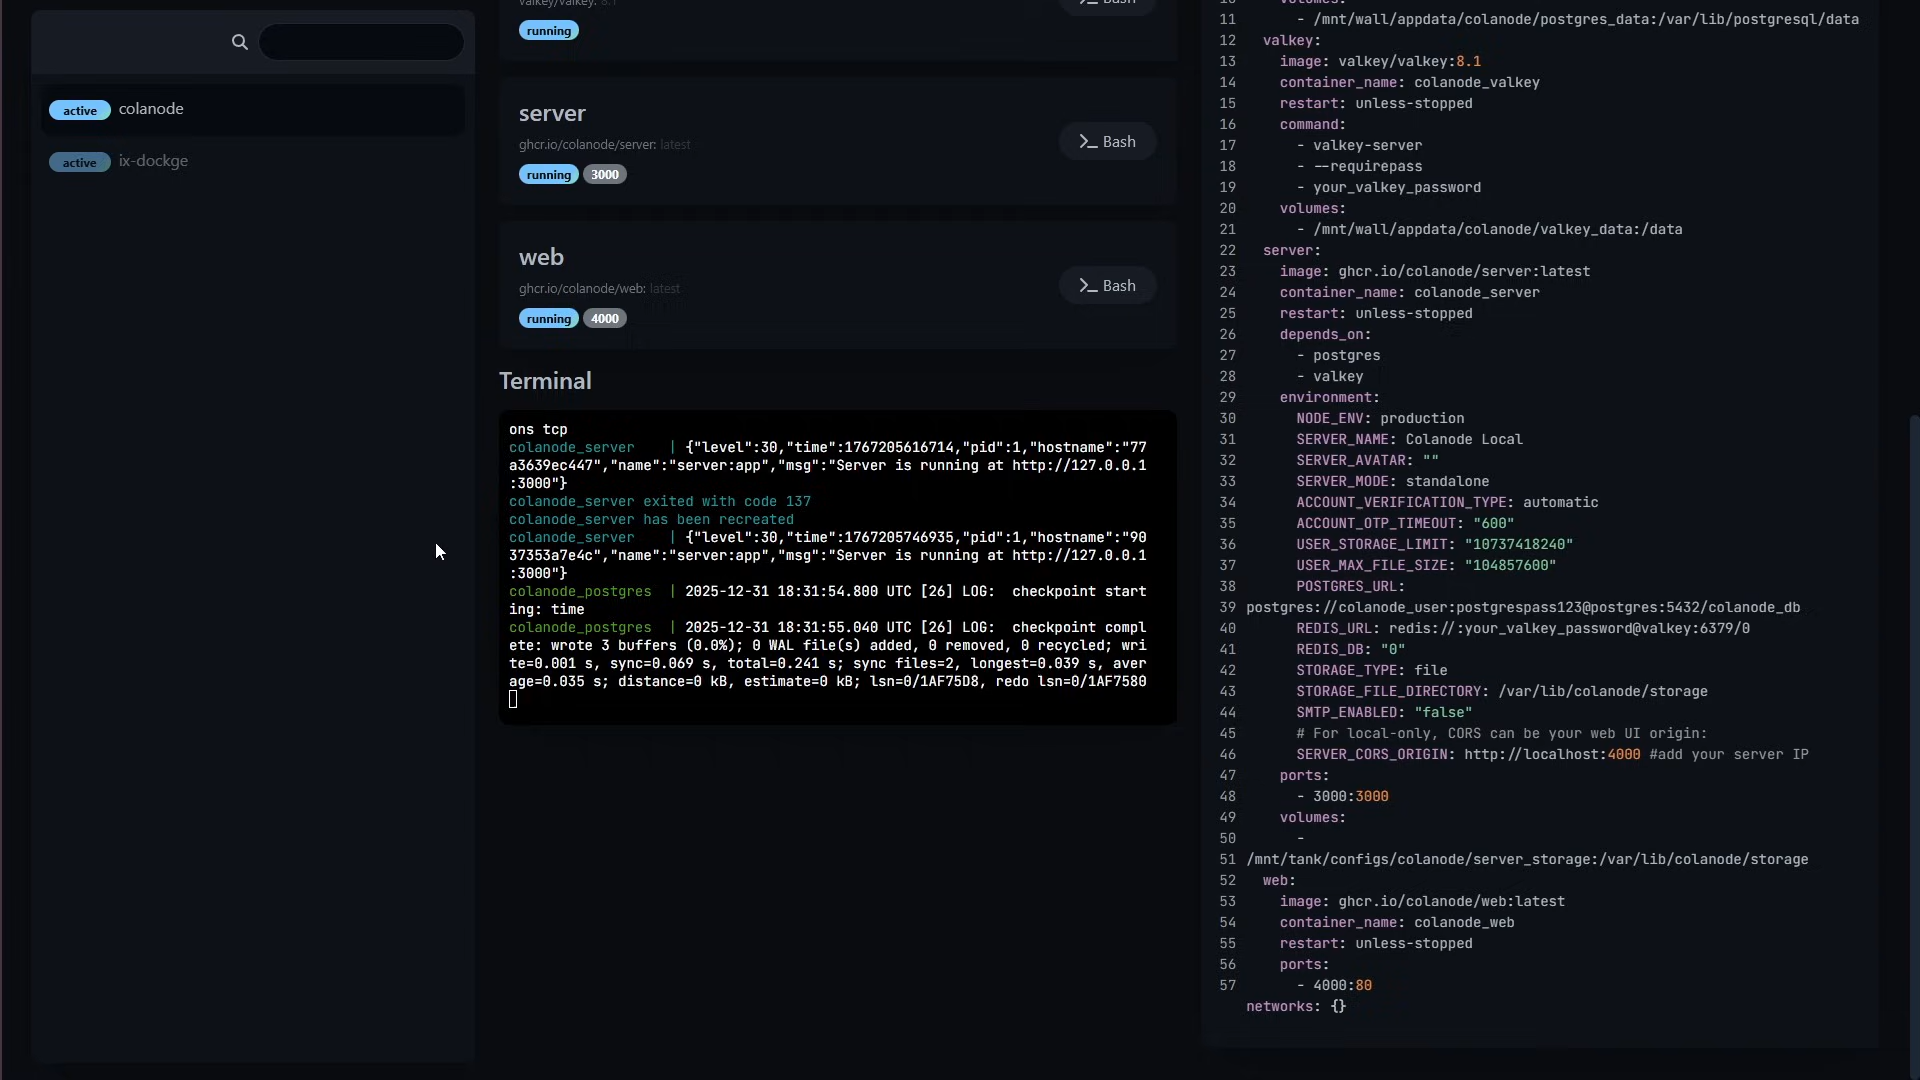 active colanode
active ix-dockge
valkey/valkey: 8.1
Bash
running
server
ghcr.io/colanode/server: latest
Bash
running 3000
web
ghcr.io/colanode/web: latest
Bash
running 4000
Terminal
ons tcp
colanode_server    | {"level":30,"time":1767205616714,"pid":1,"hostname":"77
a3639ec447","name":"server:app","msg":"Server is running at http://127.0.0.1
:3000"}
colanode_server exited with code 137
colanode_server has been recreated
colanode_server    | {"level":30,"time":1767205746935,"pid":1,"hostname":"90
37353a7e4c","name":"server:app","msg":"Server is running at http://127.0.0.1
:3000"}
colanode_postgres  | 2025-12-31 18:31:54.800 UTC [26] LOG:  checkpoint start
ing: time
colanode_postgres  | 2025-12-31 18:31:55.040 UTC [26] LOG:  checkpoint compl
ete: wrote 3 buffers (0.0%); 0 WAL file(s) added, 0 removed, 0 recycled; wri
te=0.001 s, sync=0.069 s, total=0.241 s; sync files=2, longest=0.039 s, aver
age=0.035 s; distance=0 kB, estimate=0 kB; lsn=0/1AF75D8, redo lsn=0/1AF7580
10 volumes:
11 - /mnt/wall/appdata/colanode/postgres_data:/var/lib/postgresql/data
12 valkey:
13 image: valkey/valkey:8.1
14 container_name: colanode_valkey
15 restart: unless-stopped
16 command:
17 - valkey-server
18 - --requirepass
19 - your_valkey_password
20 volumes:
21 - /mnt/wall/appdata/colanode/valkey_data:/data
22 server:
23 image: ghcr.io/colanode/server:latest
24 container_name: colanode_server
25 restart: unless-stopped
26 depends_on:
27 - postgres
28 - valkey
29 environment:
30 NODE_ENV: production
31 SERVER_NAME: Colanode Local
32 SERVER_AVATAR: ""
33 SERVER_MODE: standalone
34 ACCOUNT_VERIFICATION_TYPE: automatic
35 ACCOUNT_OTP_TIMEOUT: "600"
36 USER_STORAGE_LIMIT: "10737418240"
37 USER_MAX_FILE_SIZE: "104857600"
38 POSTGRES_URL:
39 postgres://colanode_user:postgrespass123@postgres:5432/colanode_db
40 REDIS_URL: redis://:your_valkey_password@valkey:6379/0
41 REDIS_DB: "0"
42 STORAGE_TYPE: file
43 STORAGE_FILE_DIRECTORY: /var/lib/colanode/storage
44 SMTP_ENABLED: "false"
45 # For local-only, CORS can be your web UI origin:
46 SERVER_CORS_ORIGIN: http://localhost:4000 #add your server IP
47 ports:
48 - 3000:3000
49 volumes:
50 -
51 /mnt/tank/configs/colanode/server_storage:/var/lib/colanode/storage
52 web:
53 image: ghcr.io/colanode/web:latest
54 container_name: colanode_web
55 restart: unless-stopped
56 ports:
57 - 4000:80
networks: {}